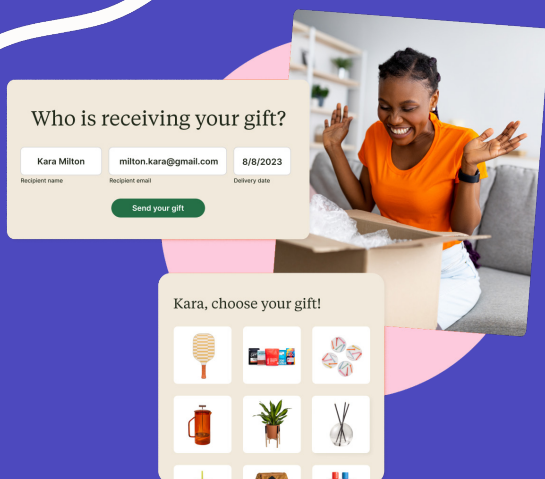 Who is receiving your gift?
Kara Milton
milton.kara@gmail.com
8/8/2023
Recipient name
Recipient email
Delivery date
Send your gift
Kara, choose your gift!